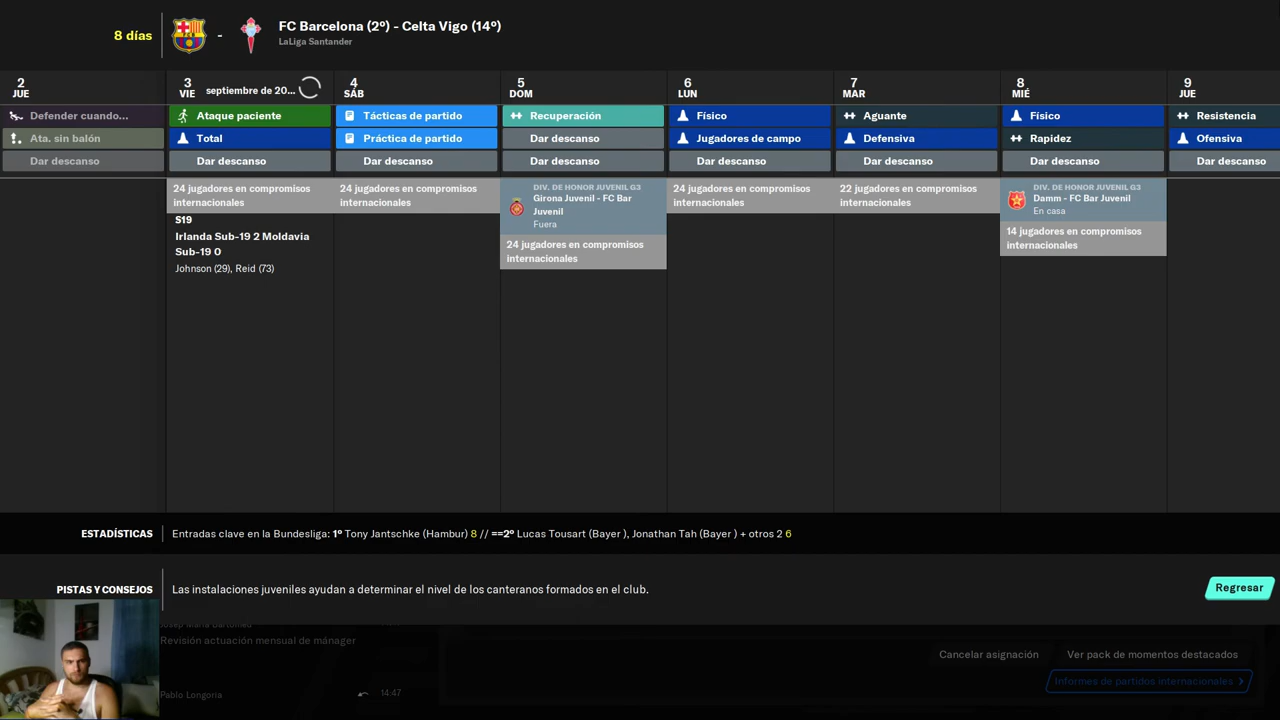 8 días
FC Barcelona (2º) - Celta Vigo (14º)
LaLiga Santander
2
JUE
3
VIE
septiembre de 20...
4
SÁB
5
DOM
6
LUN
7
MAR
8
MIÉ
9
JUE
Defender cuando...
Ataque paciente
Tácticas de partido
Recuperación
Físico
Aguante
Físico
Resistencia
Ata. sin balón
Total
Práctica de partido
Dar descanso
Jugadores de campo
Defensiva
Rapidez
Ofensiva
Dar descanso
Dar descanso
Dar descanso
Dar descanso
Dar descanso
Dar descanso
Dar descanso
Dar descanso
24 jugadores en compromisos
internacionales
S19
Irlanda Sub-19 2 Moldavia
Sub-19 0
Johnson (29), Reid (73)
24 jugadores en compromisos
internacionales
DIV. DE HONOR JUVENIL G3
Girona Juvenil - FC Bar
Juvenil
Fuera
24 jugadores en compromisos
internacionales
24 jugadores en compromisos
internacionales
22 jugadores en compromisos
internacionales
DIV. DE HONOR JUVENIL G3
Damm - FC Bar Juvenil
En casa
14 jugadores en compromisos
internacionales
ESTADÍSTICAS
Entradas clave en la Bundesliga: 1º Tony Jantschke (Hambur) 8 // ==2º Lucas Tousart (Bayer ), Jonathan Tah (Bayer ) + otros 2 6
PISTAS Y CONSEJOS
Las instalaciones juveniles ayudan a determinar el nivel de los canteranos formados en el club.
Regresar
Josep Maria Bartomeu
Revisión actuación mensual de mánager
Cancelar asignación
Ver pack de momentos destacados
Informes de partidos internacionales
Pablo Longoria
14:47